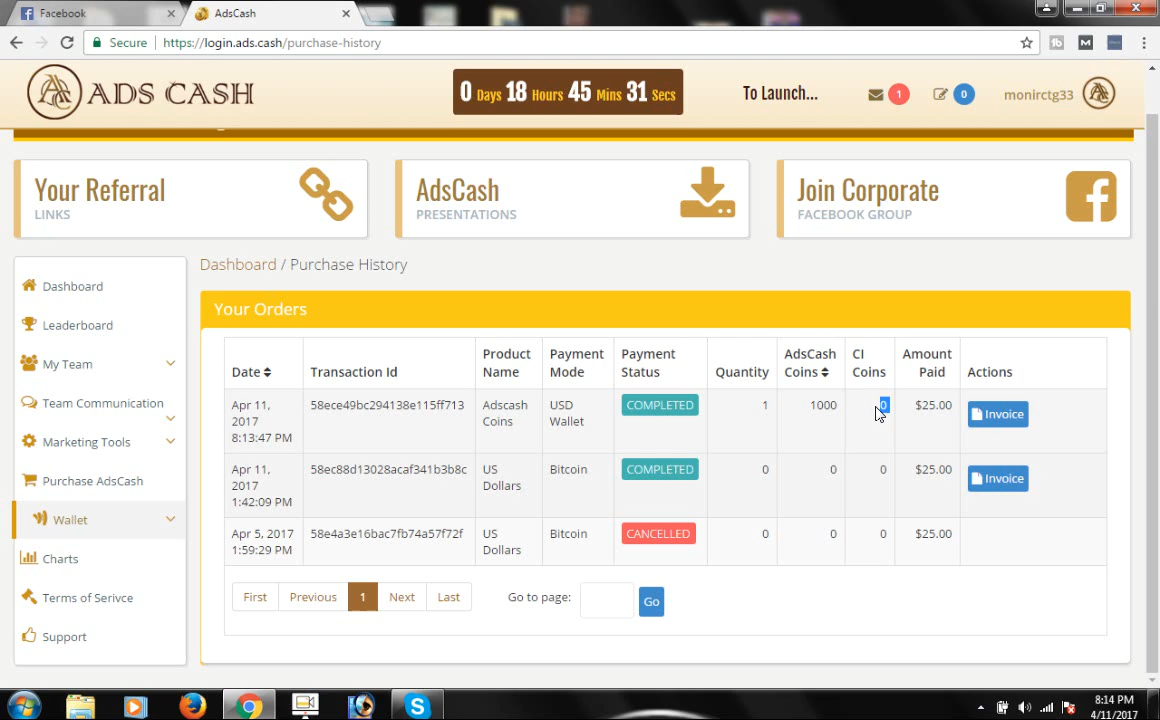 Facebook
AdsCash
Secure https://login.ads.cash/purchase-history
ADS CASH
0 Days 18 Hours 45 Mins 31 Secs
To Launch...
1
0
monirctg33
Your Referral
LINKS
AdsCash
PRESENTATIONS
Join Corporate
FACEBOOK GROUP
Dashboard
Leaderboard
My Team
Team Communication
Marketing Tools
Purchase AdsCash
Wallet
Charts
Terms of Serivce
Support
Dashboard / Purchase History
Your Orders
Date Transaction Id Product Name Payment Mode Payment Status Quantity AdsCash Coins CI Coins Amount Paid Actions
Apr 11, 2017 8:13:47 PM 58ece49bc294138e115ff713 Adscash Coins USD Wallet COMPLETED 1 1000 0 $25.00 Invoice
Apr 11, 2017 1:42:09 PM 58ec88d13028acaf341b3b8c US Dollars Bitcoin COMPLETED 0 0 0 $25.00 Invoice
Apr 5, 2017 1:59:29 PM 58e4a3e16bac7fb74a57f72f US Dollars Bitcoin CANCELLED 0 0 0 $25.00
First Previous 1 Next Last Go to page: Go
8:14 PM
4/11/2017